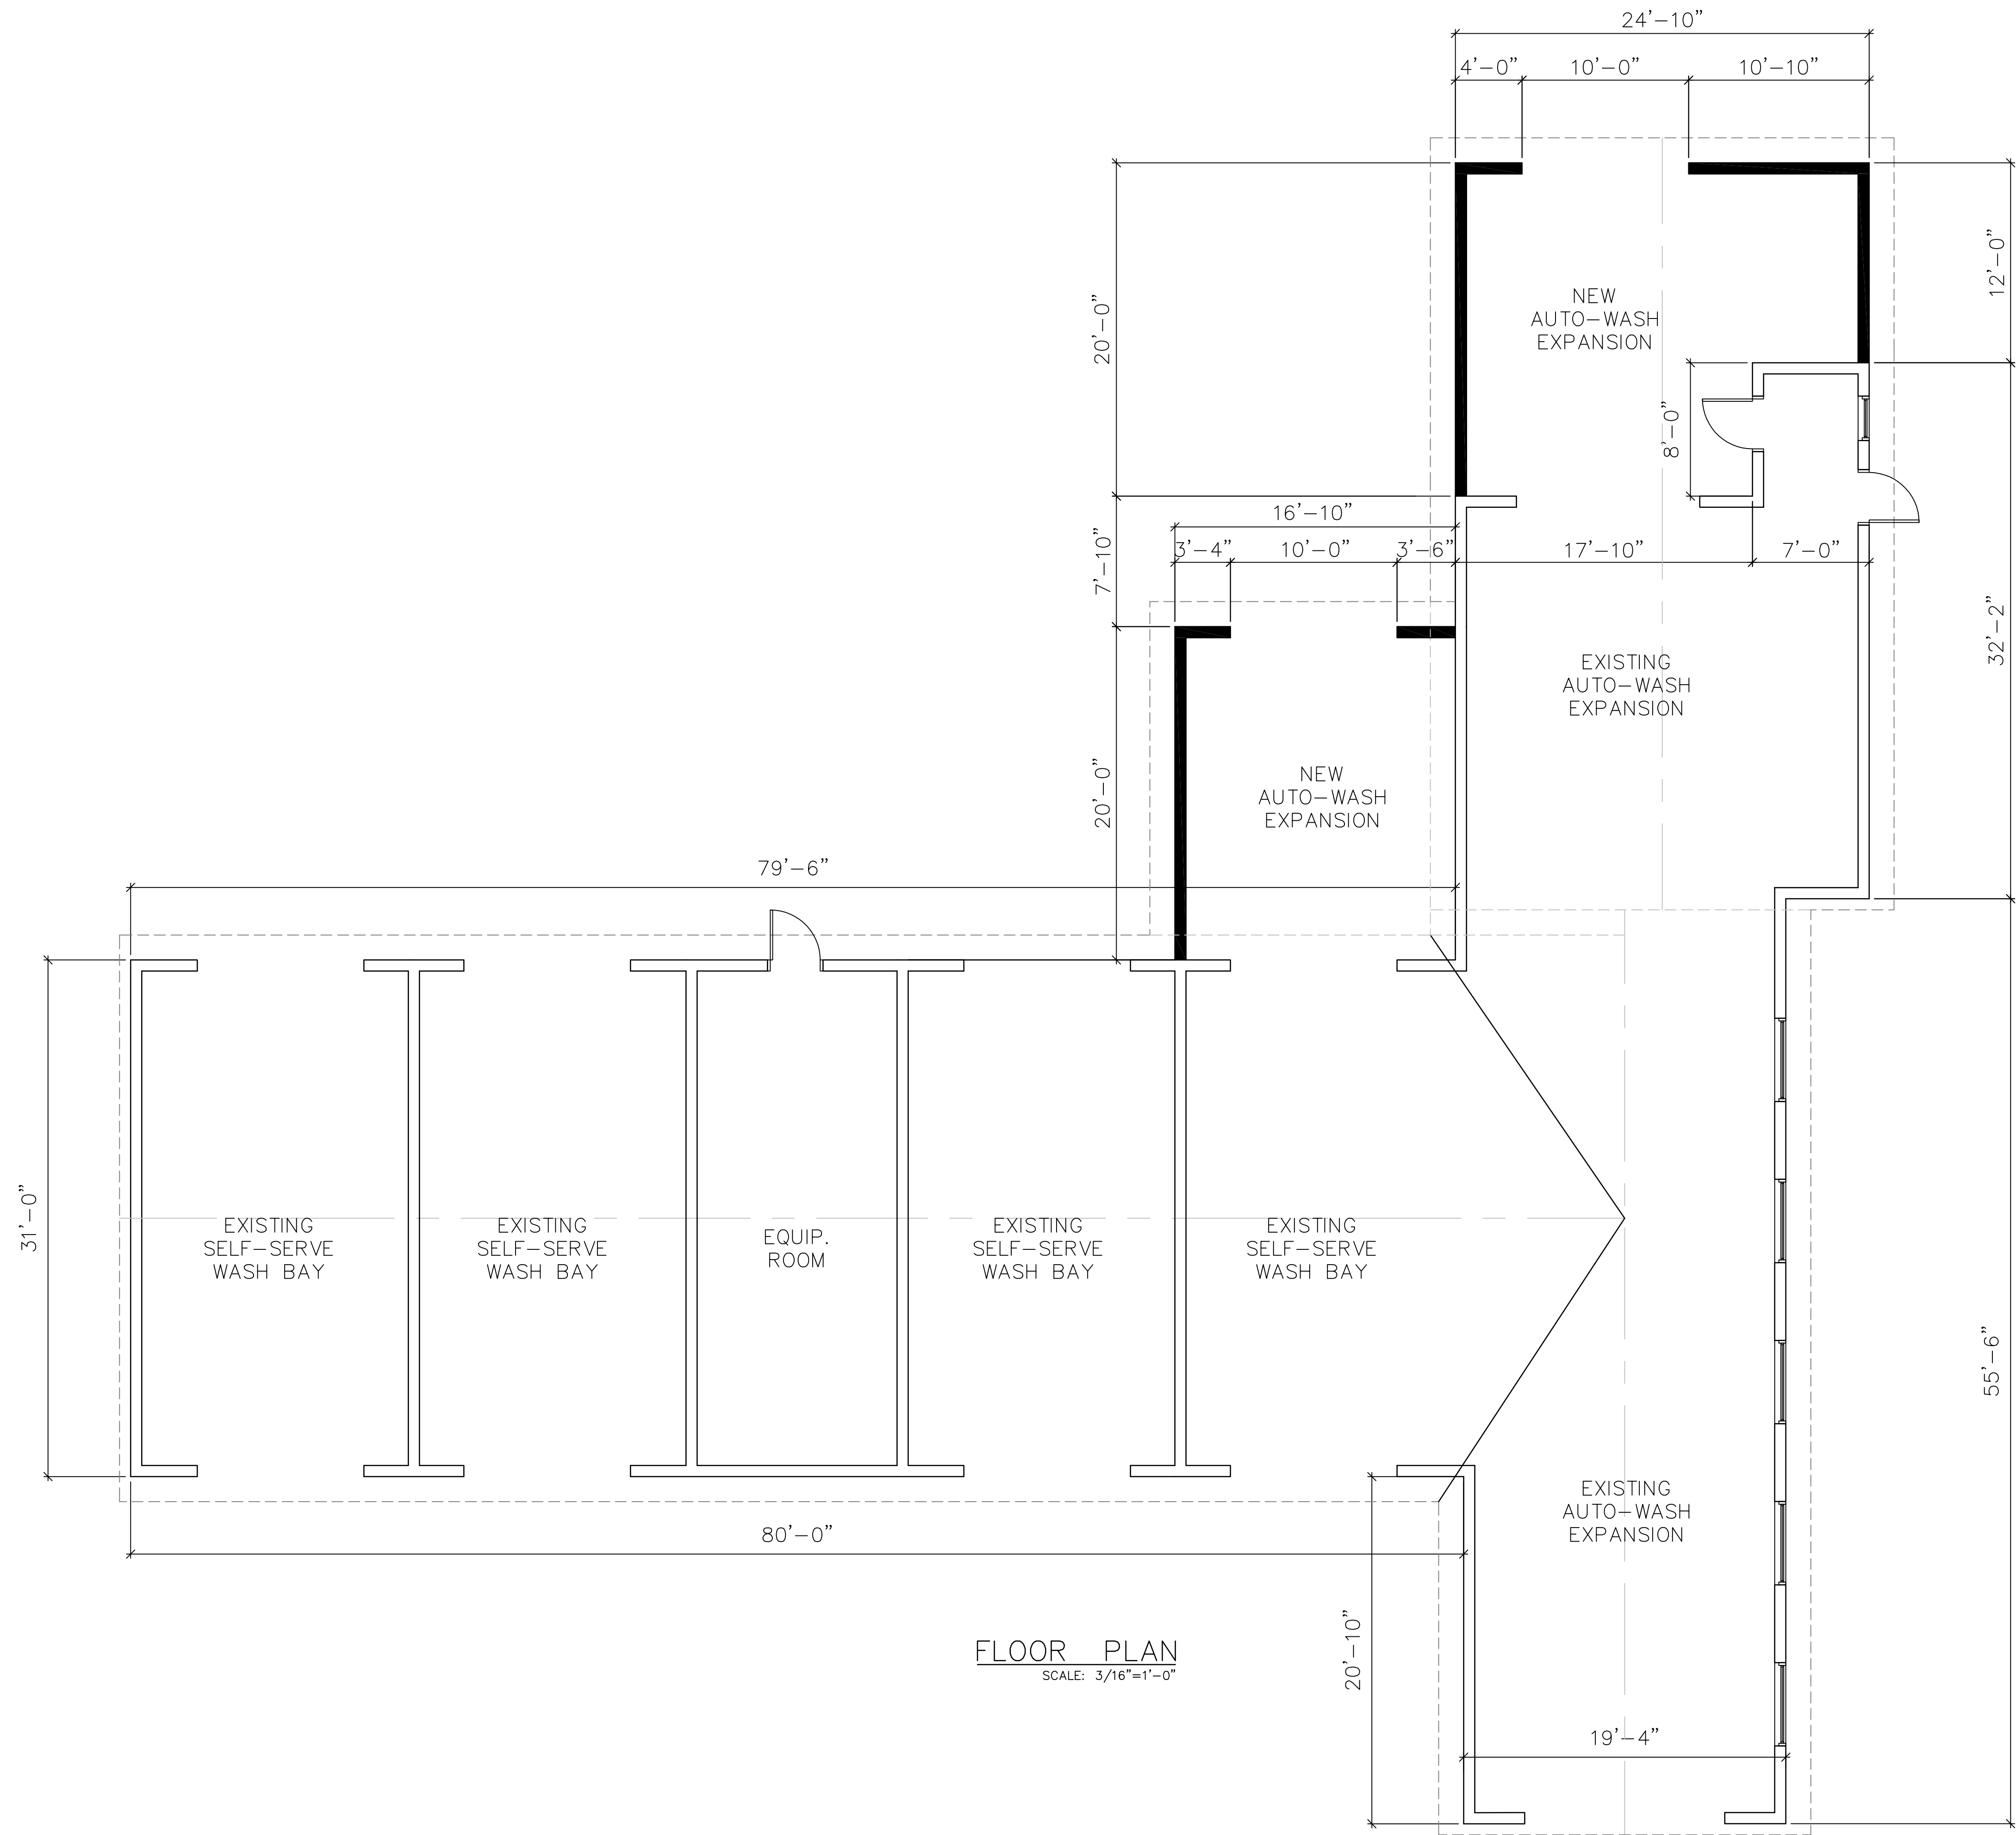 24'-10"
4'-0" 10'-0" 10'-10"
20'-0"
12'-0"
NEW
AUTO-WASH
EXPANSION
8'-0"
16'-10"
3'-4" 10'-0" 3'-6" 17'-10" 7'-0"
7'-10"
32'-2"
EXISTING
AUTO-WASH
EXPANSION
20'-0"
NEW
AUTO-WASH
EXPANSION
79'-6"
31'-0"
EXISTING
SELF-SERVE
WASH BAY
EXISTING
SELF-SERVE
WASH BAY
EQUIP.
ROOM
EXISTING
SELF-SERVE
WASH BAY
EXISTING
SELF-SERVE
WASH BAY
55'-6"
EXISTING
AUTO-WASH
EXPANSION
80'-0"
20'-10"
FLOOR PLAN
SCALE: 3/16"=1'-0"
19'-4"